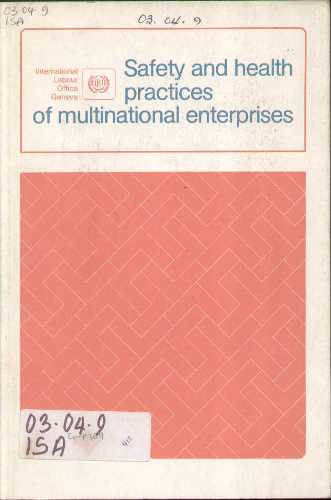 03·04·9
ISA
03. 04. 9
International
Labour
Office
Geneva
Safety and health
practices
of multinational enterprises
03·04·9
ISA